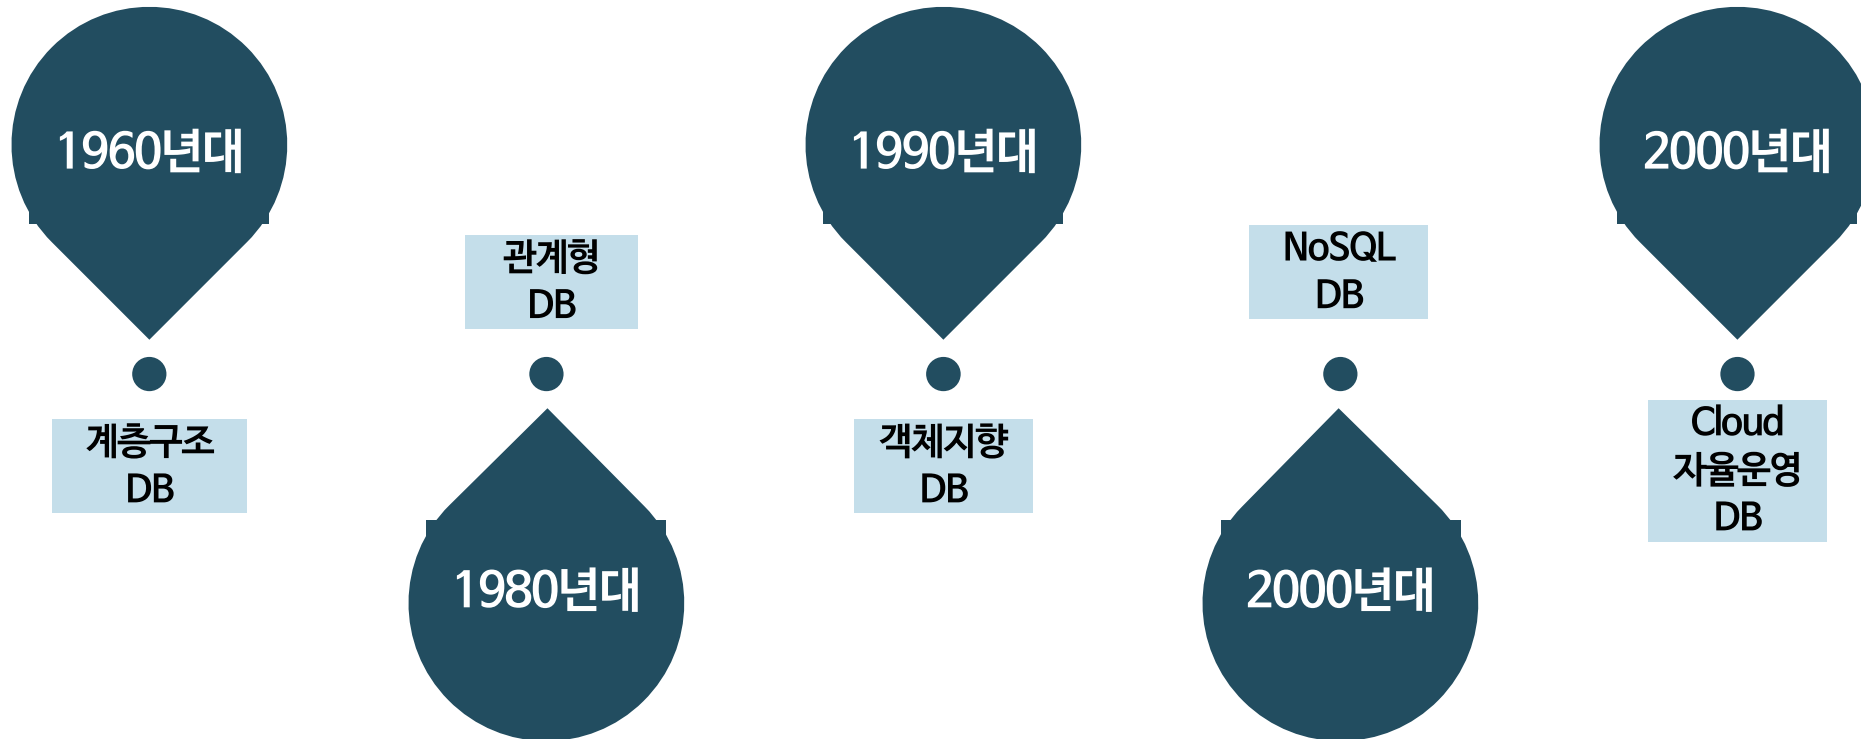 1960년대
계층구조
DB
관계형
DB
1980년대
1990년대
객체지향
DB
NoSQL
DB
2000년대
2000년대
Cloud
자율운영
DB